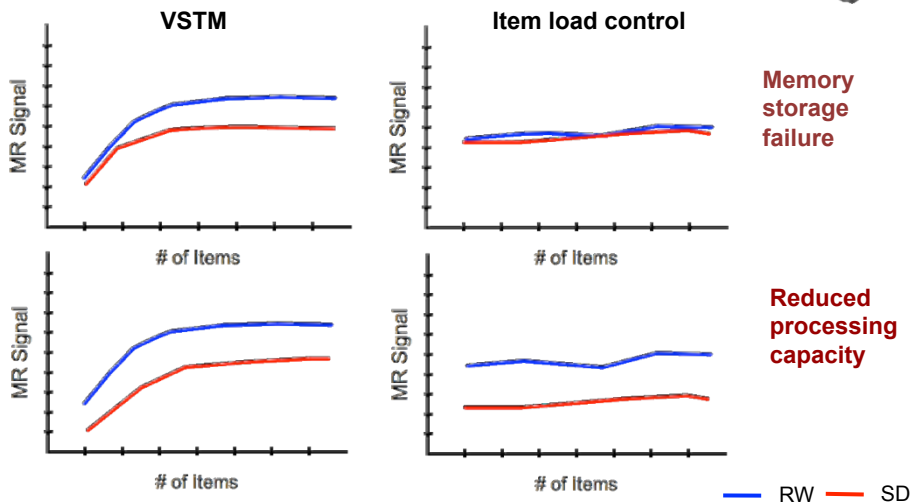 VSTM
Item load control
MR Signal
# of Items
MR Signal
# of Items
Memory
storage
failure
MR Signal
# of Items
MR Signal
# of Items
Reduced
processing
capacity
RW
SD